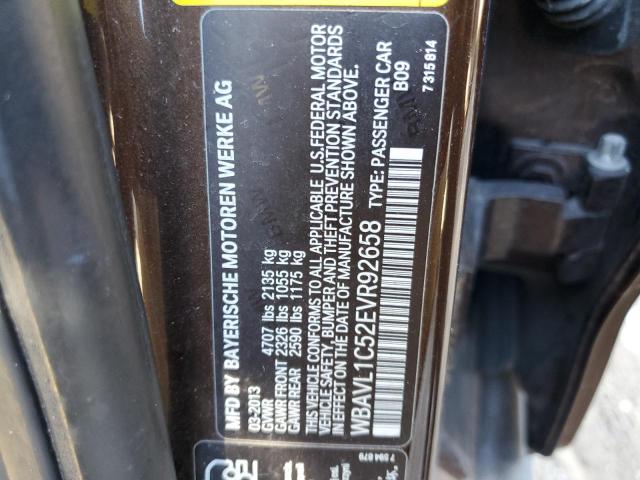 MFD BY BAYERISCHE MOTOREN WERKE AG
03-2013
GVWR 4707 lbs 2135 kg
GAWR FRONT 2326 lbs 1055 kg
GAWR REAR 2590 lbs 1175 kg
THIS VEHICLE CONFORMS TO ALL APPLICABLE U.S. FEDERAL MOTOR
VEHICLE SAFETY, BUMPER AND THEFT PREVENTION STANDARDS
IN EFFECT ON THE DATE OF MANUFACTURE SHOWN ABOVE.
WBAVL1C52EVR92658 TYPE: PASSENGER CAR
B09
7 315 814
7 394 879